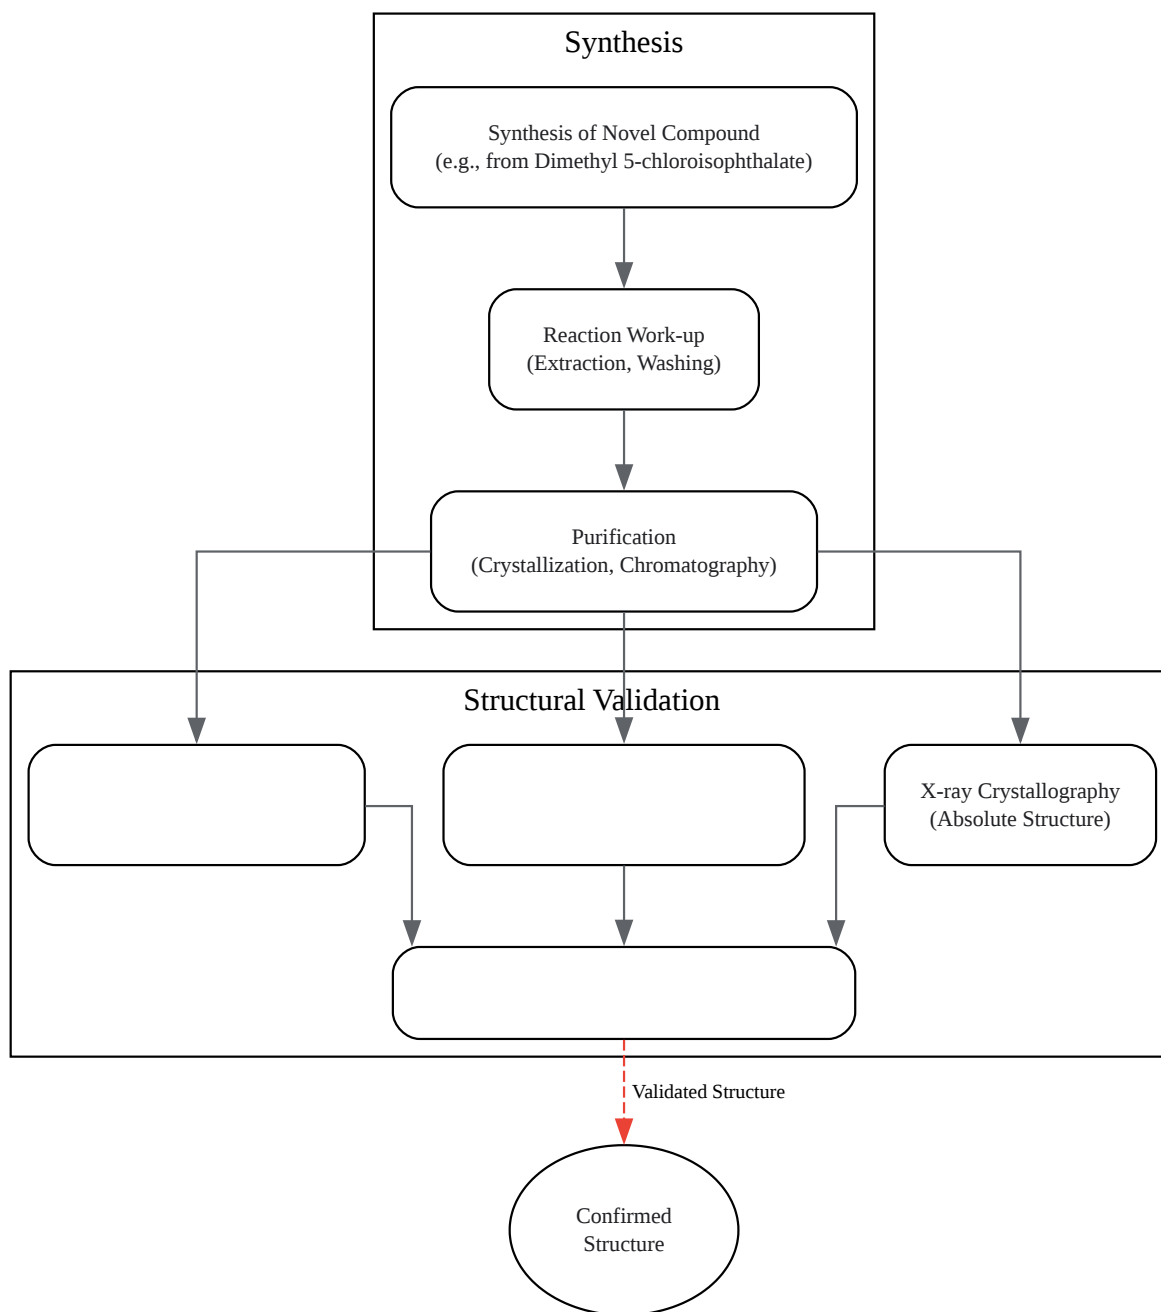 Synthesis
Synthesis of Novel Compound
(e.g., from Dimethyl 5-chloroisophthalate)
Reaction Work-up
(Extraction, Washing)
Purification
(Crystallization, Chromatography)
Structural Validation
X-ray Crystallography
(Absolute Structure)
Validated Structure
Confirmed
Structure